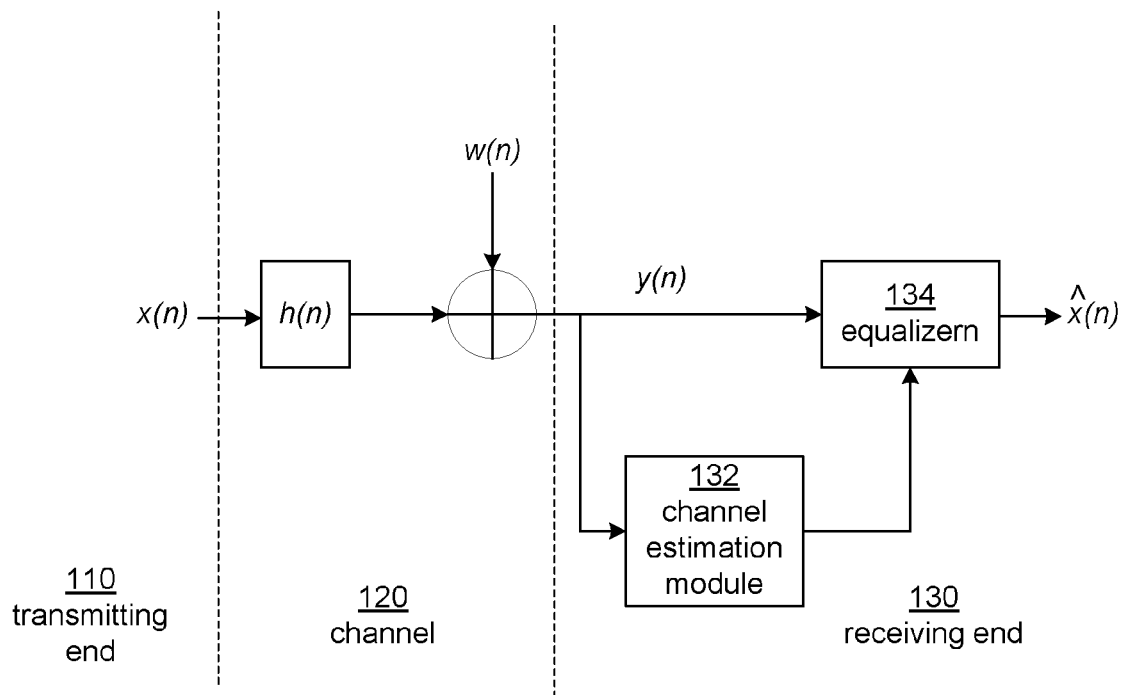 w(n)
x(n)
h(n)
y(n)
134
equalizern
x̂(n)
132
channel
estimation
module
110
transmitting
end
120
channel
130
receiving end